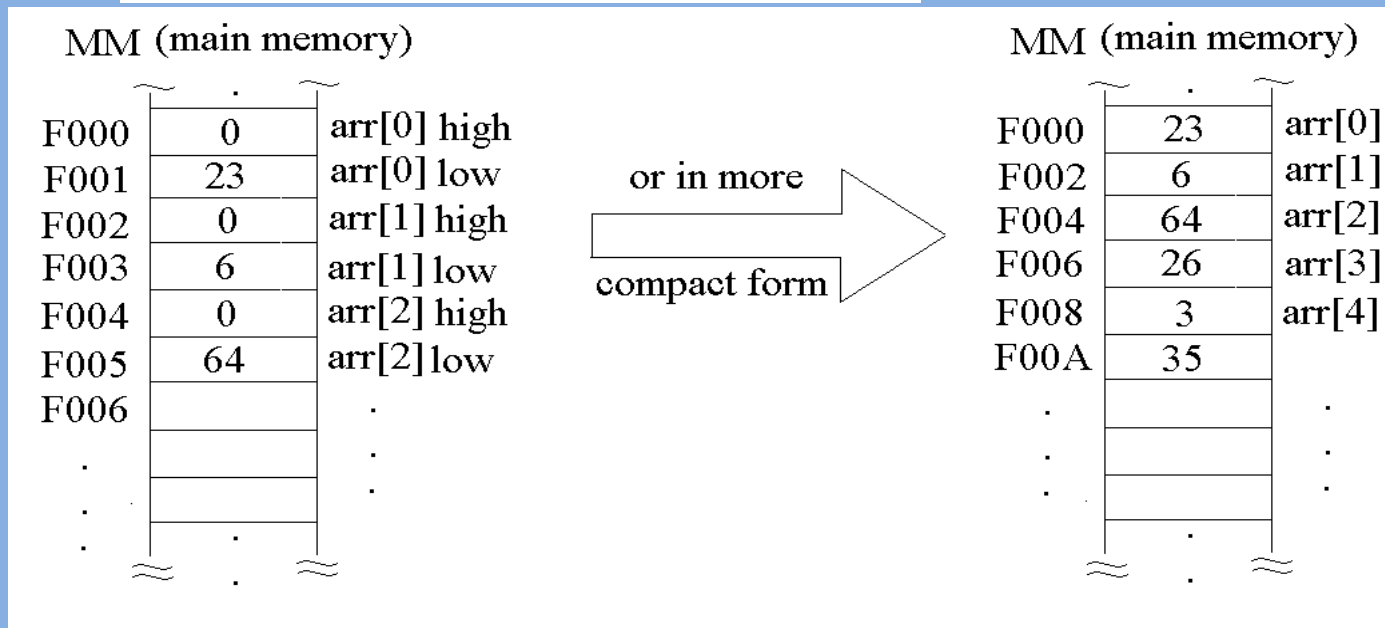 MM (main memory)
F000 0 arr[0] high
F001 23 arr[0] low
F002 0 arr[1] high
F003 6 arr[1] low
F004 0 arr[2] high
F005 64 arr[2] low
F006
or in more
compact form
MM (main memory)
F000 23 arr[0]
F002 6 arr[1]
F004 64 arr[2]
F006 26 arr[3]
F008 3 arr[4]
F00A 35